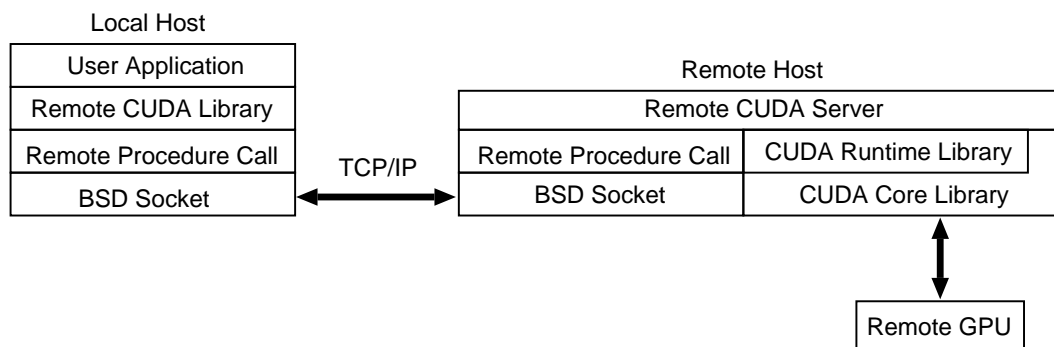 Local Host
User Application
Remote CUDA Library
Remote Procedure Call
BSD Socket
TCP/IP
Remote Host
Remote CUDA Server
Remote Procedure Call
CUDA Runtime Library
BSD Socket
CUDA Core Library
Remote GPU